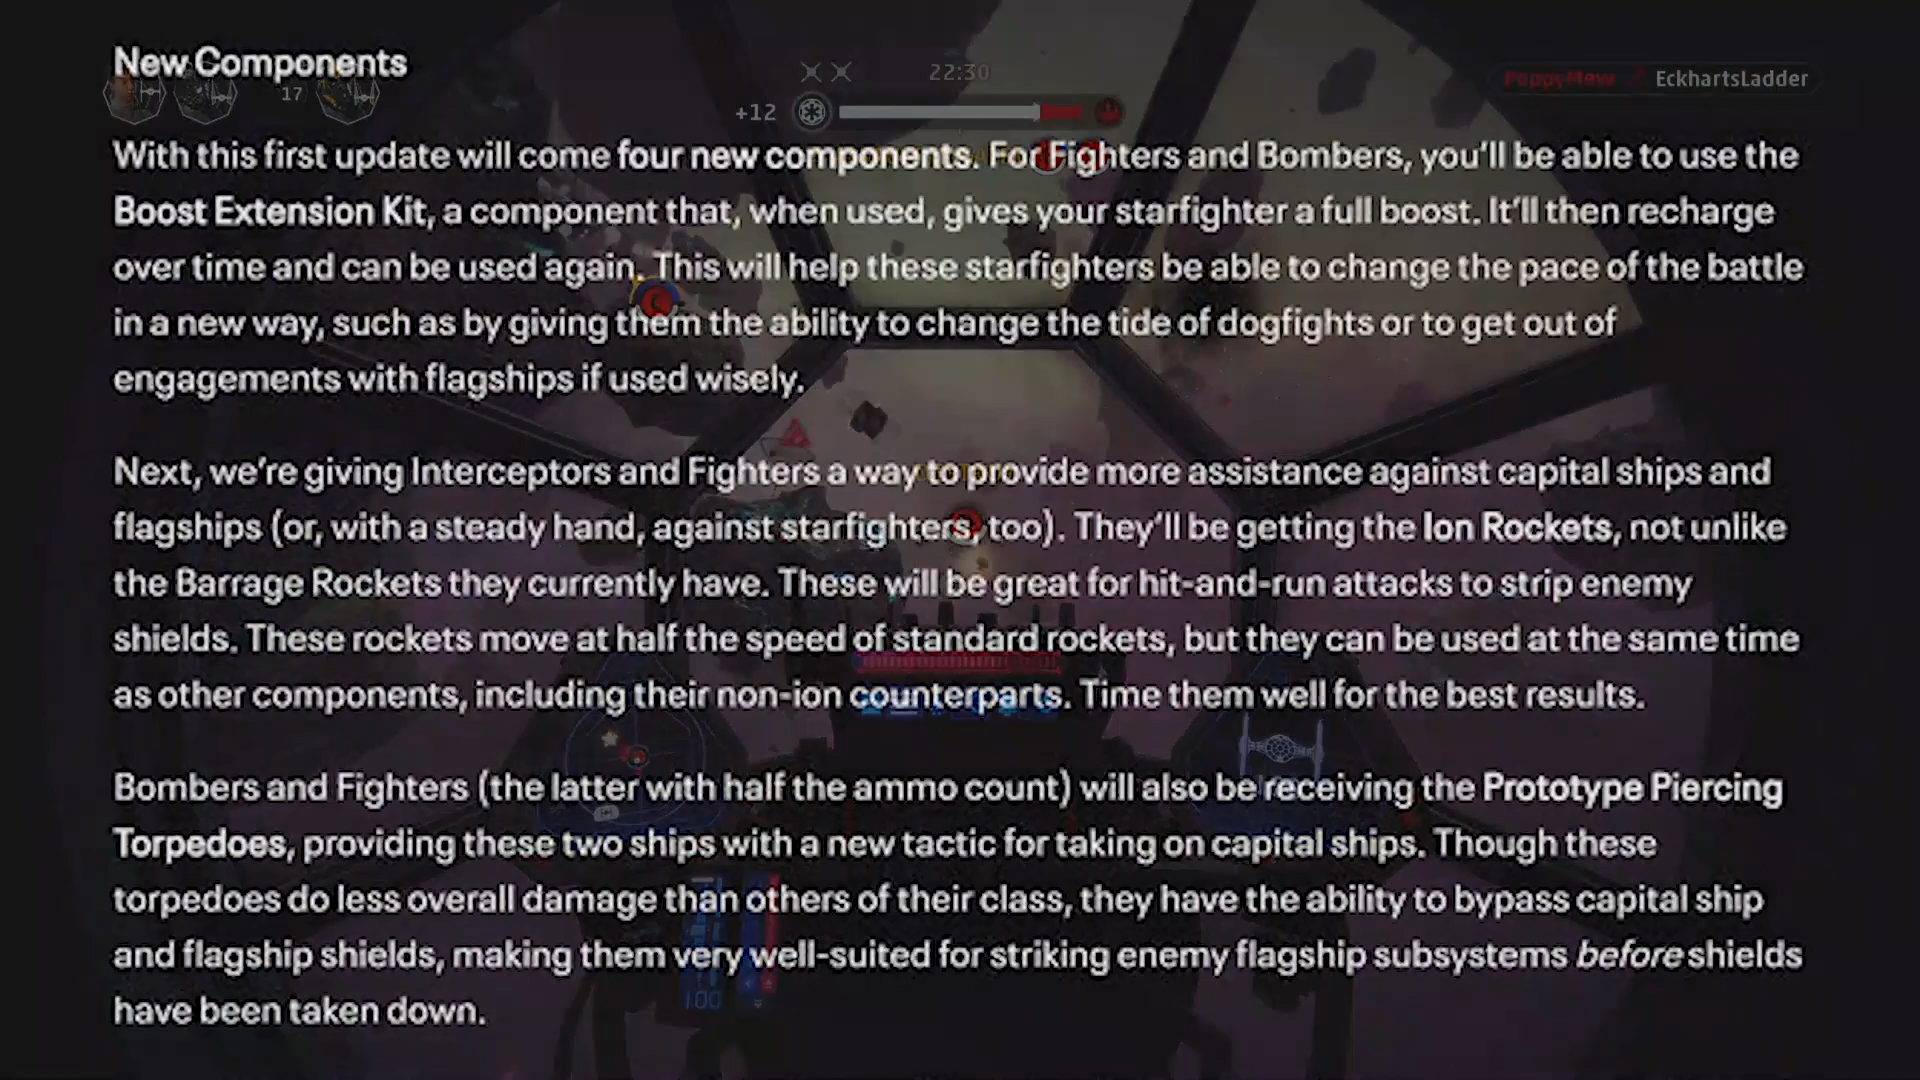 New Components
17
22:30
+12
PoppyMew
EckhartsLadder
With this first update will come four new components. For Fighters and Bombers, you'll be able to use the
Boost Extension Kit, a component that, when used, gives your starfighter a full boost. It'll then recharge
over time and can be used again. This will help these starfighters be able to change the pace of the battle
in a new way, such as by giving them the ability to change the tide of dogfights or to get out of
engagements with flagships if used wisely.
Next, we're giving Interceptors and Fighters a way to provide more assistance against capital ships and
flagships (or, with a steady hand, against starfighters, too). They'll be getting the Ion Rockets, not unlike
the Barrage Rockets they currently have. These will be great for hit-and-run attacks to strip enemy
shields. These rockets move at half the speed of standard rockets, but they can be used at the same time
as other components, including their non-ion counterparts. Time them well for the best results.
Bombers and Fighters (the latter with half the ammo count) will also be receiving the Prototype Piercing
Torpedoes, providing these two ships with a new tactic for taking on capital ships. Though these
torpedoes do less overall damage than others of their class, they have the ability to bypass capital ship
and flagship shields, making them very well-suited for striking enemy flagship subsystems before shields
have been taken down.
100